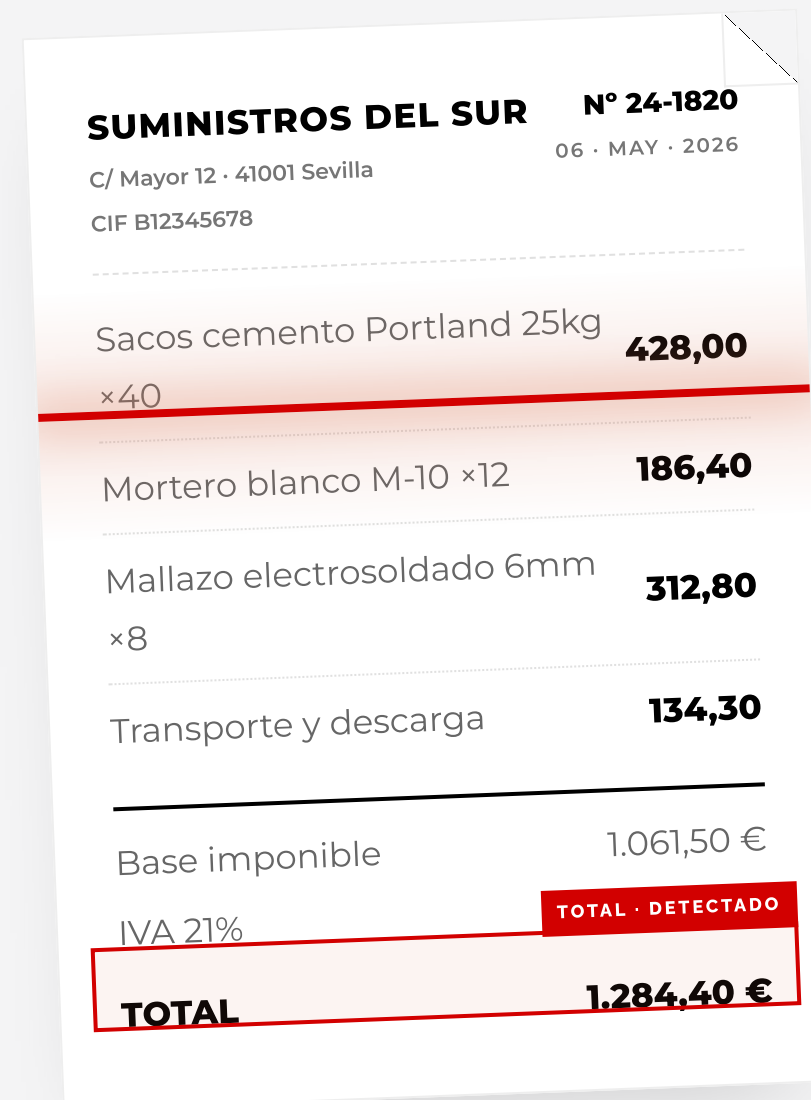 SUMINISTROS DEL SUR
Nº 24-1820
C/ Mayor 12 · 41001 Sevilla
06 · MAY · 2026
CIF B12345678
Sacos cemento Portland 25kg
×40
428,00
Mortero blanco M-10 ×12
186,40
Mallazo electrosoldado 6mm
×8
312,80
Transporte y descarga
134,30
Base imponible
1.061,50 €
IVA 21%
TOTAL · DETECTADO
TOTAL
1.284,40 €